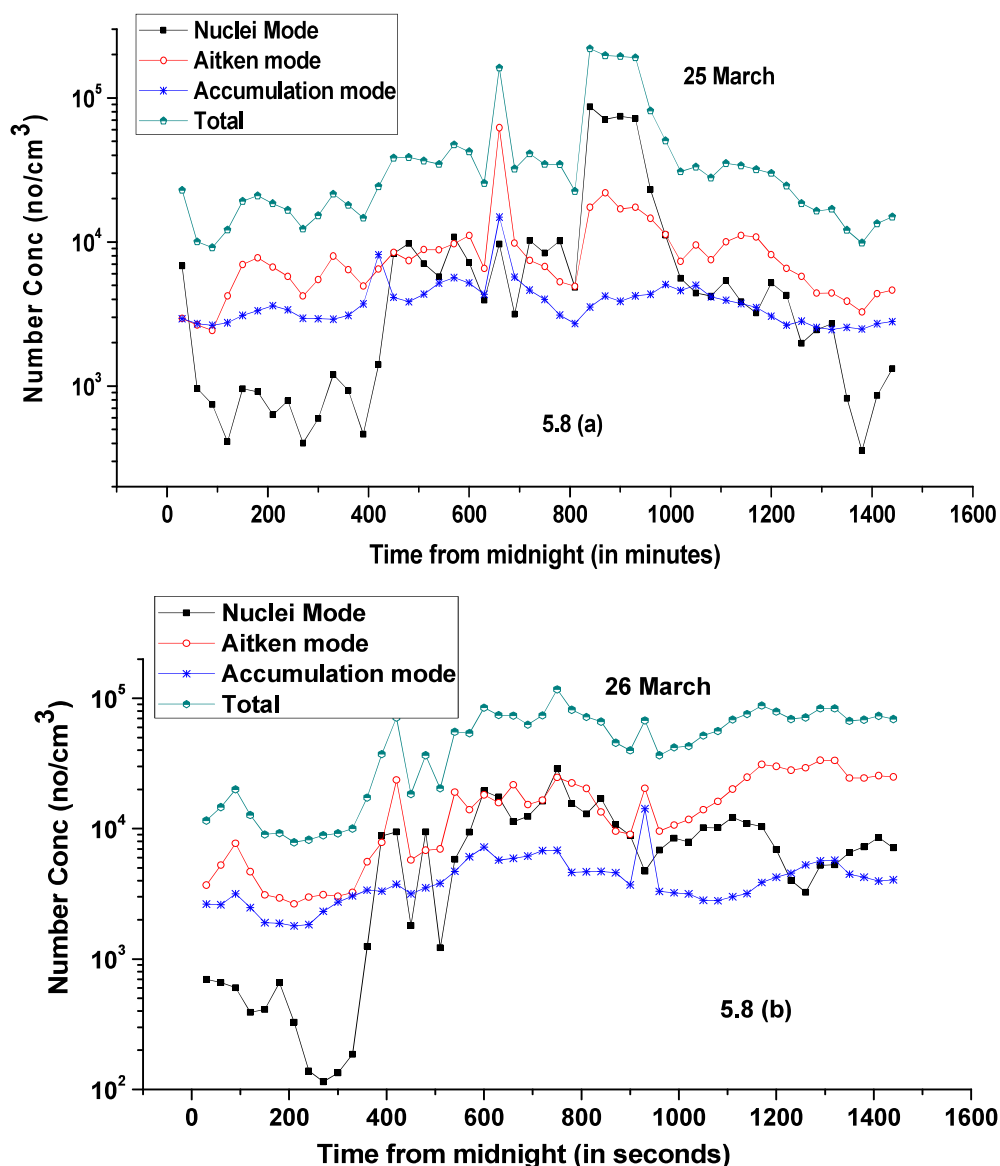 Nuclei Mode
Aitken mode
Accumulation mode
Total
25 March
10^5
10^4
10^3
Number Conc (no/cm^3)
5.8 (a)
0 200 400 600 800 1000 1200 1400 1600
Time from midnight (in minutes)
Nuclei Mode
Aitken mode
Accumulation mode
Total
26 March
10^5
10^4
10^3
10^2
Number Conc (no/cm^3)
5.8 (b)
0 200 400 600 800 1000 1200 1400 1600
Time from midnight (in seconds)